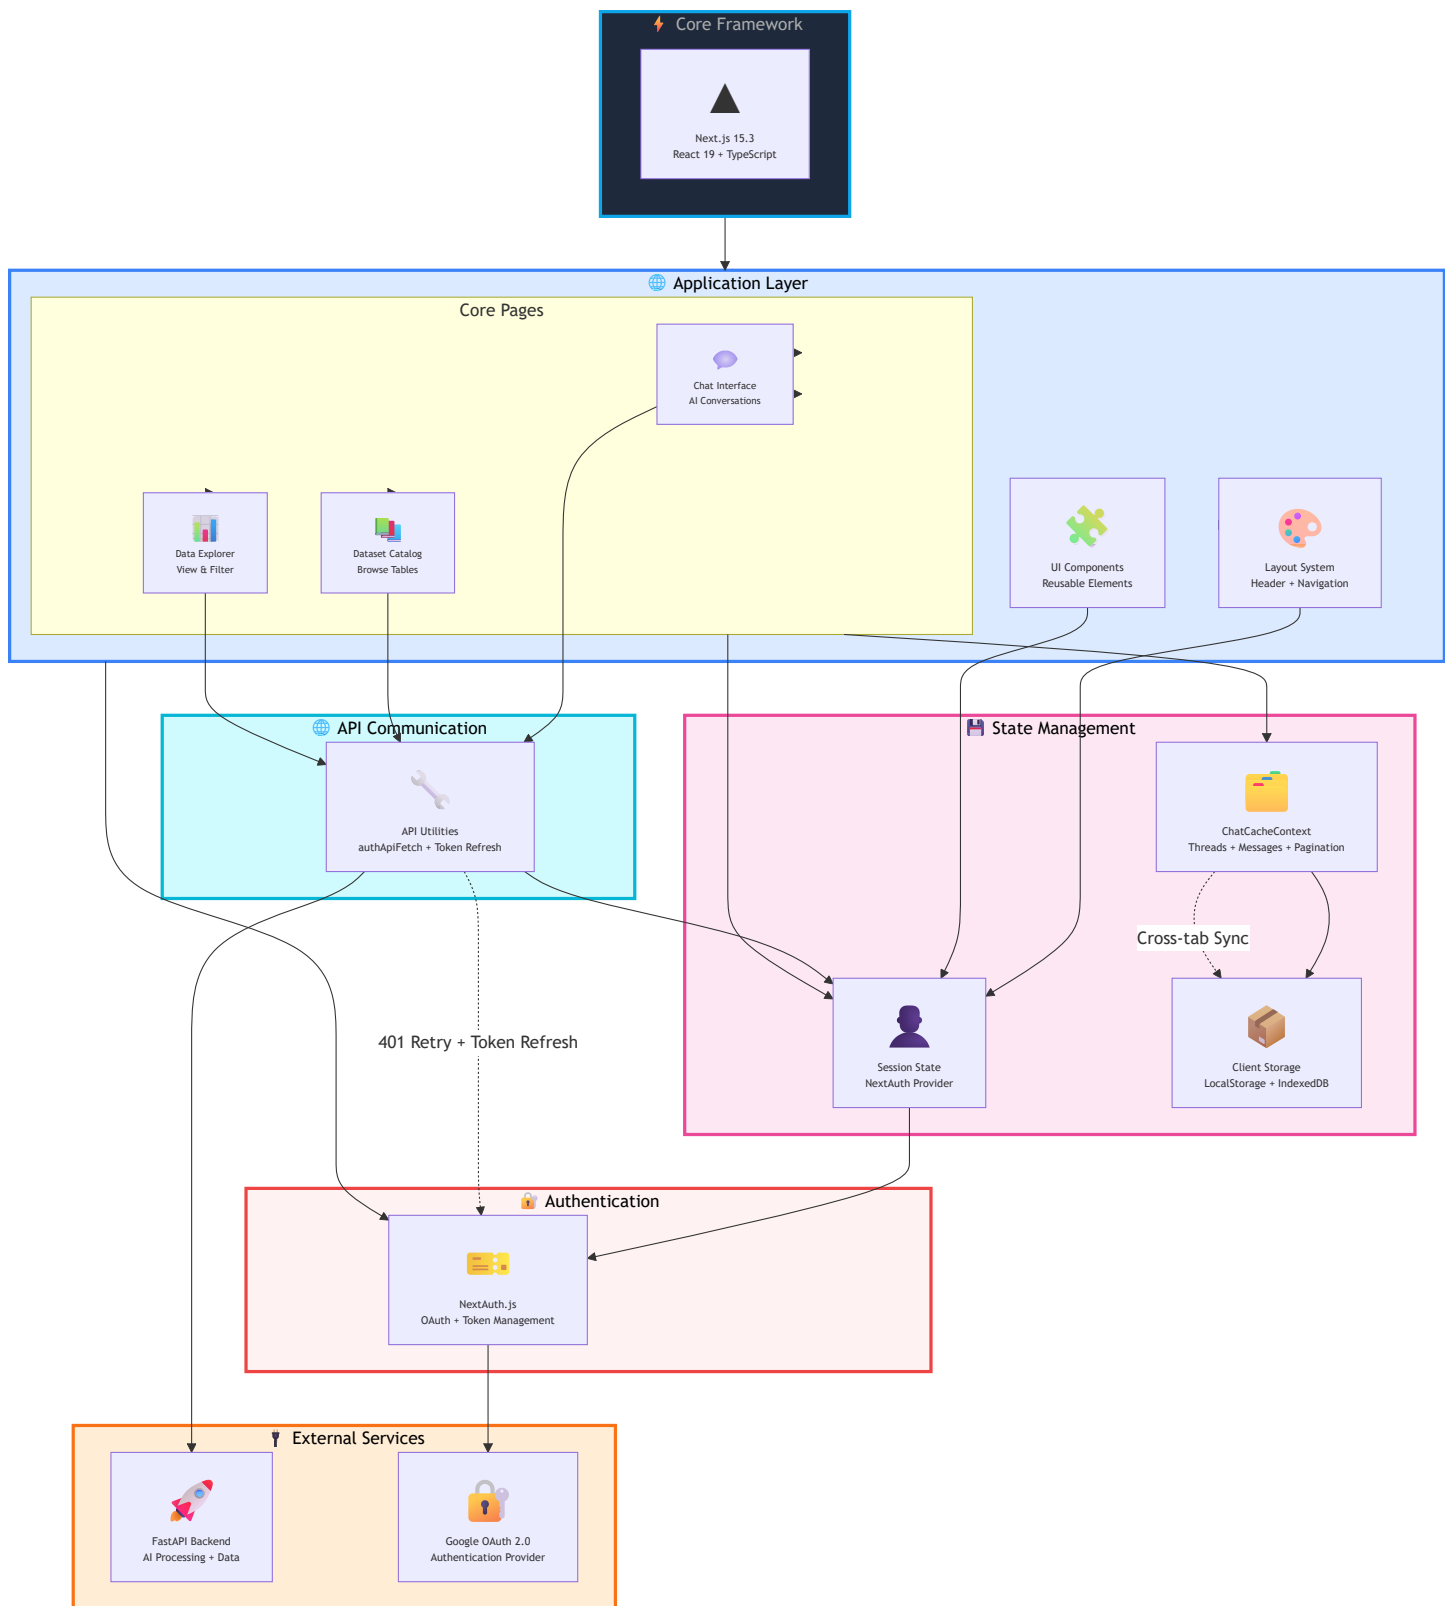 Core Framework
Next.js 15.3
React 19 + TypeScript
Application Layer
Core Pages
Chat Interface
AI Conversations
Data Explorer
View & Filter
Dataset Catalog
Browse Tables
UI Components
Reusable Elements
Layout System
Header + Navigation
API Communication
API Utilities
authApiFetch + Token Refresh
State Management
ChatCacheContext
Threads + Messages + Pagination
Cross-tab Sync
Session State
NextAuth Provider
Client Storage
LocalStorage + IndexedDB
401 Retry + Token Refresh
Authentication
NextAuth.js
OAuth + Token Management
External Services
FastAPI Backend
AI Processing + Data
Google OAuth 2.0
Authentication Provider